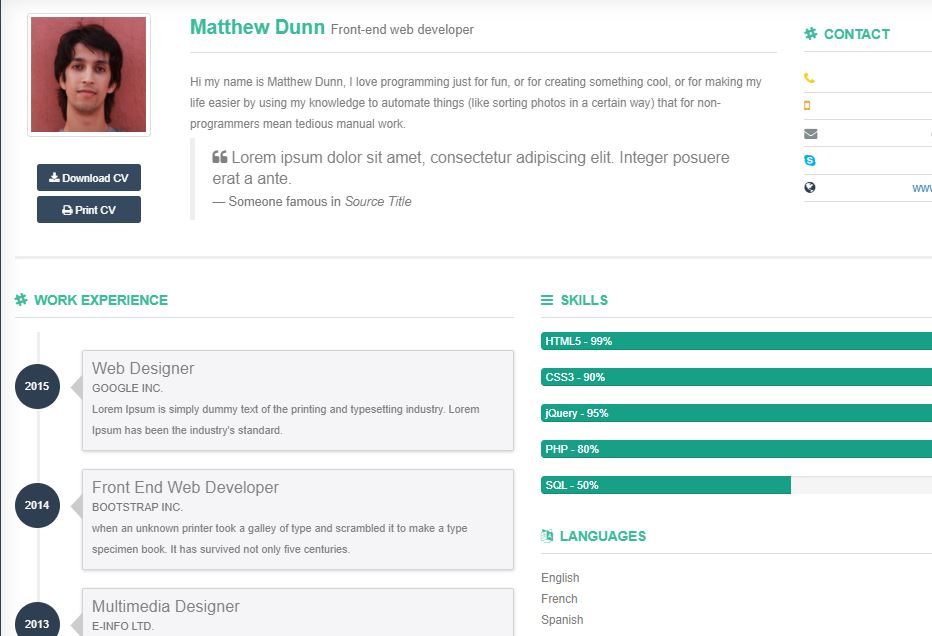 Matthew Dunn Front-end web developer
Hi my name is Matthew Dunn, I love programming just for fun, or for creating something cool, or for making my
life easier by using my knowledge to automate things (like sorting photos in a certain way) that for non-
programmers mean tedious manual work.
Lorem ipsum dolor sit amet, consectetur adipiscing elit. Integer posuere
erat a ante.
— Someone famous in Source Title
Download CV
Print CV
CONTACT
www
WORK EXPERIENCE
2015
Web Designer
GOOGLE INC.
Lorem Ipsum is simply dummy text of the printing and typesetting industry. Lorem
Ipsum has been the industry's standard.
2014
Front End Web Developer
BOOTSTRAP INC.
when an unknown printer took a galley of type and scrambled it to make a type
specimen book. It has survived not only five centuries.
2013
Multimedia Designer
E-INFO LTD.
SKILLS
HTML5 - 99%
CSS3 - 90%
jQuery - 95%
PHP - 80%
SQL - 50%
LANGUAGES
English
French
Spanish